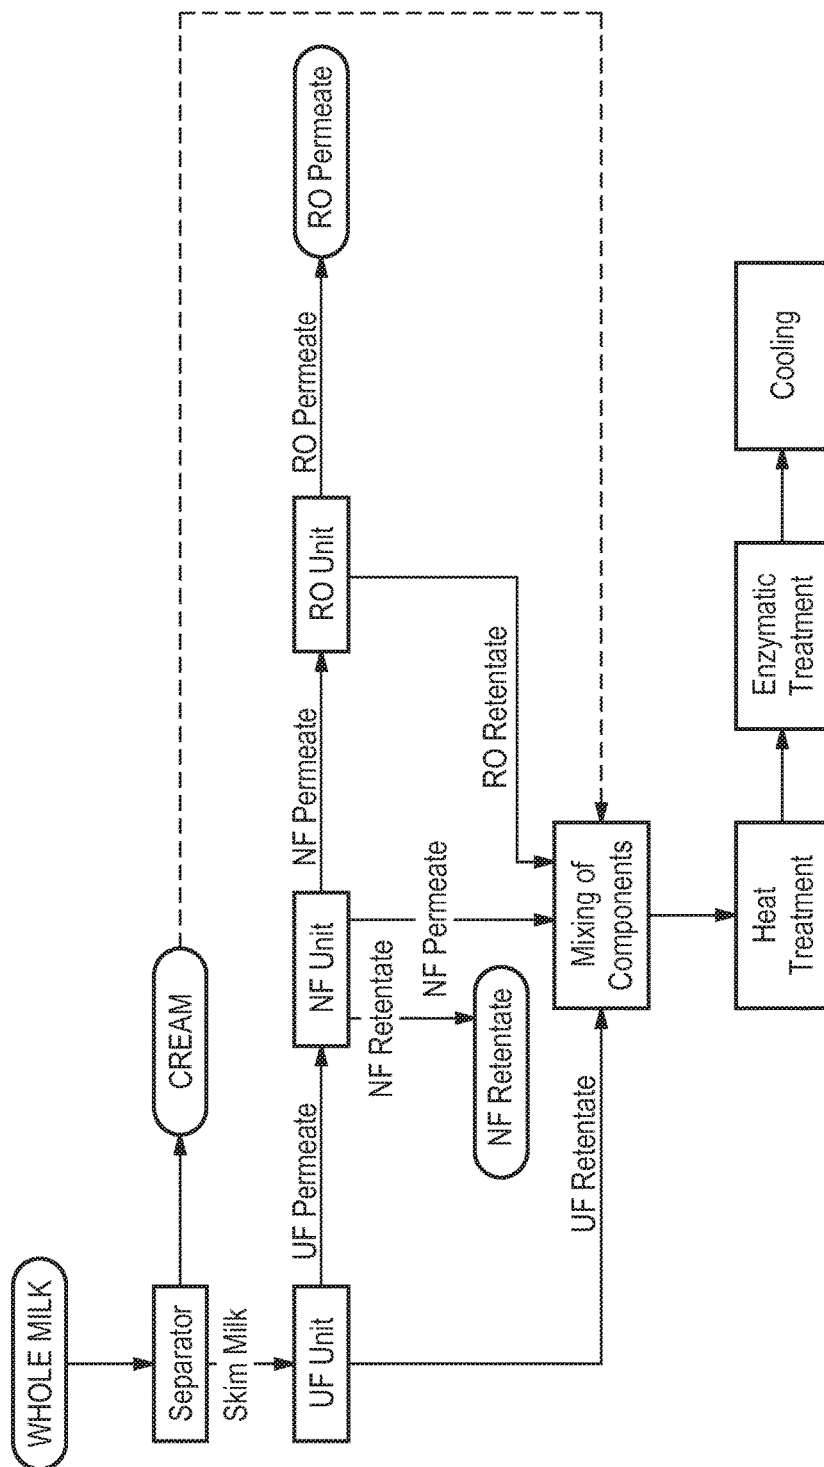 WHOLE MILK
Separator
CREAM
Skim Milk
UF Unit
UF Permeate
NF Unit
NF Permeate
RO Unit
RO Permeate
RO Permeate
NF Retentate
NF Permeate
NF Retentate
RO Retentate
UF Retentate
Mixing of
Components
Heat
Treatment
Enzymatic
Treatment
Cooling